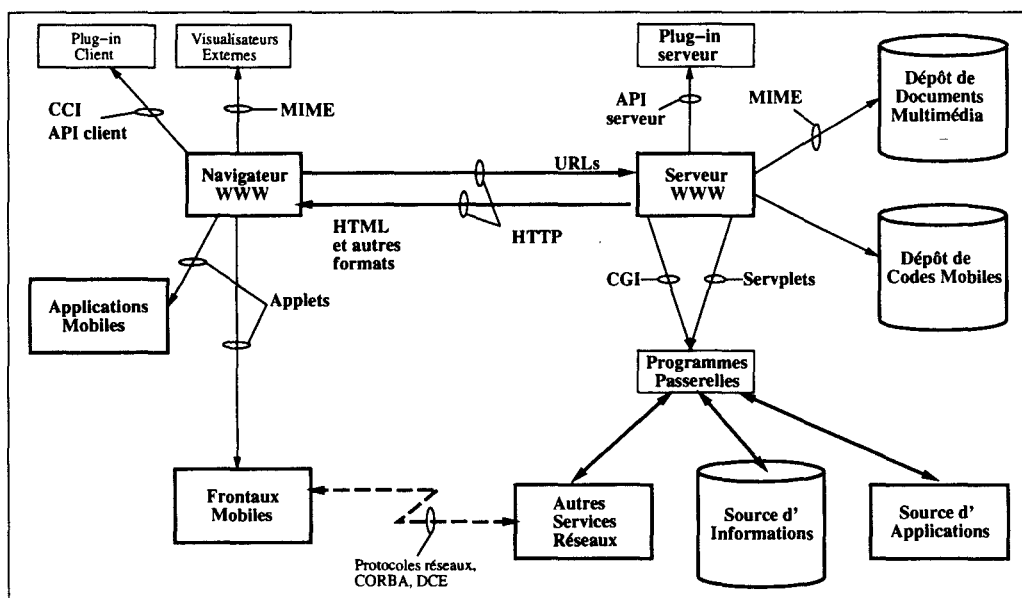 Plug-in
Client
Visualisateurs
Externes
Plug-in
serveur
Dépôt de
Documents
Multimédia
CCI
API client
MIME
API
serveur
MIME
Navigateur
WWW
URLs
Serveur
WWW
HTML
et autres
formats
HTTP
Dépôt de
Codes Mobiles
Applications
Mobiles
Applets
CGI
Servplets
Programmes
Passerelles
Frontaux
Mobiles
Autres
Services
Réseaux
Source d'
Informations
Source d'
Applications
Protocoles réseaux,
CORBA, DCE